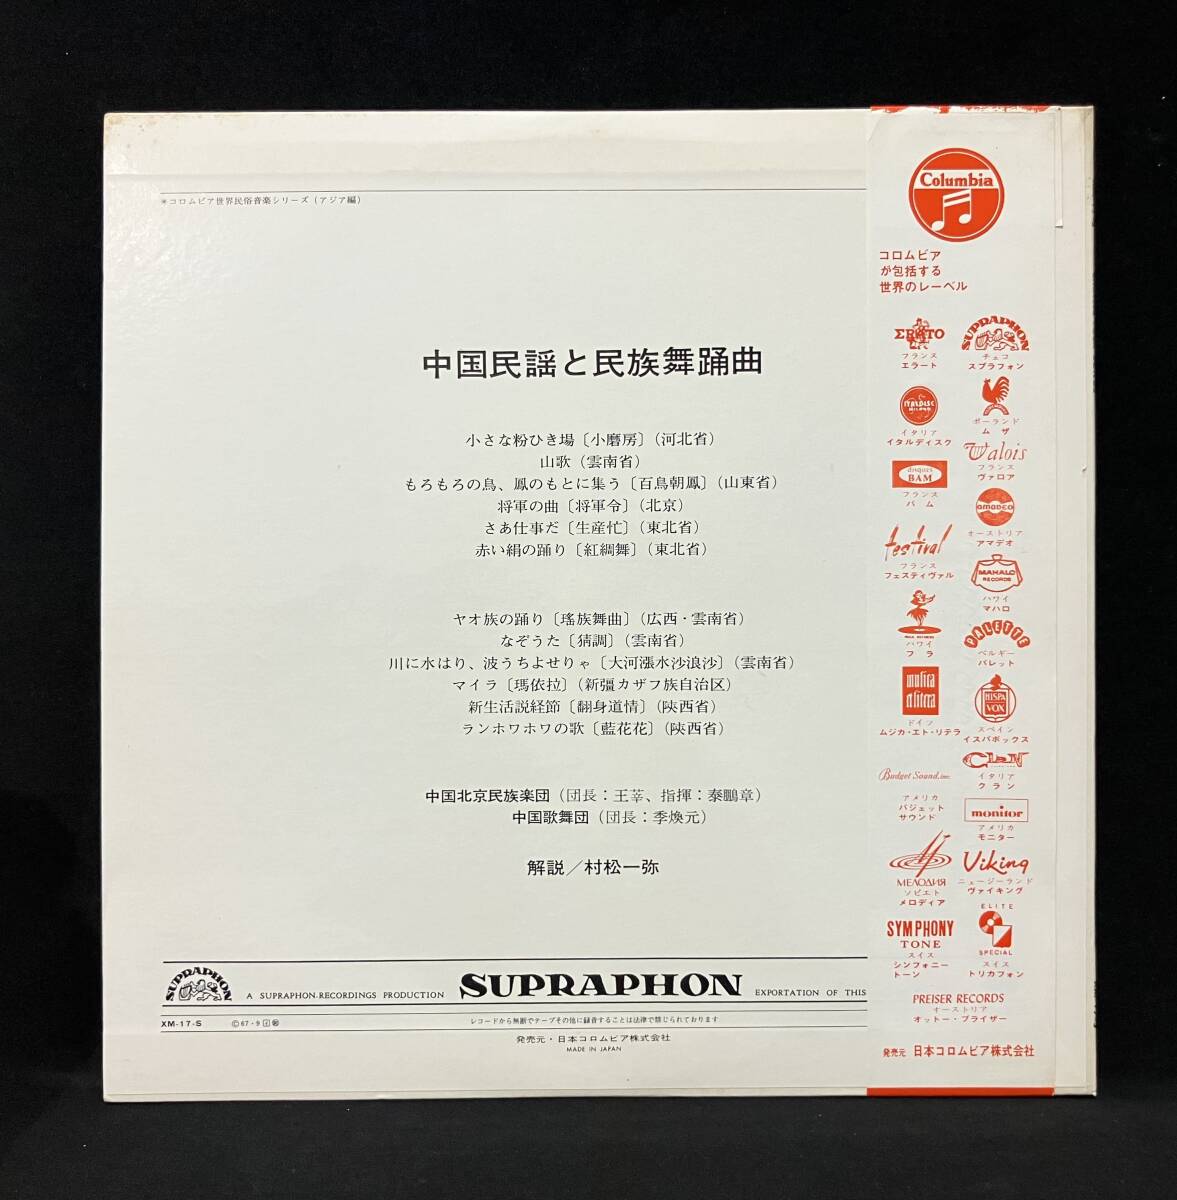 *コロムビア世界民俗音楽シリーズ(アジア編)
中国民謡と民族舞踊曲
小さな粉ひき場〔小磨房〕(河北省)
山歌(雲南省)
もろもろの鳥、鳳のもとに集う〔百鳥朝鳳〕(山東省)
将軍の曲〔将軍令〕(北京)
さあ仕事だ〔生産忙〕(東北省)
赤い絹の踊り〔紅綢舞〕(東北省)
ヤオ族の踊り〔瑤族舞曲〕(広西・雲南省)
なぞうた〔猜調〕(雲南省)
川に水はり、波うちよせりゃ〔大河漲水沙浪沙〕(雲南省)
マイラ〔瑪依拉〕(新疆カザフ族自治区)
新生活説経節〔翻身道情〕(陝西省)
ランホワホワの歌〔藍花花〕(陝西省)
中国北京民族楽団(団長:王莘、指揮:泰鵬章)
中国歌舞団(団長:季煥元)
解説/村松一弥
SUPRAPHON
A SUPRAPHON-RECORDINGS PRODUCTION
SUPRAPHON
EXPORTATION OF THIS
XM-17-S
©67・9
レコードから無断でテープその他に録音することは法律で禁じられております
発売元・日本コロムビア株式会社
MADE IN JAPAN
Columbia
コロムビア
が包括する
世界のレーベル
ΣRATO
フランス
エラート
SUPRAPHON
チェコ
スプラフォン
ITALDISC
MILANO
イタリア
イタルディスク
ポーランド
ムザ
disques
BAM
フランス
バム
Valois
フランス
ヴァロア
amadeo
オーストリア
アマデオ
festival
フランス
フェスティヴァル
MAHALO
RECORDS
ハワイ
マハロ
HULA RECORDS
ハワイ
フラ
PALETTE
ベルギー
パレット
musica
et litera
ドイツ
ムジカ・エト・リテラ
HISPA
VOX
スペイン
イスパボックス
Budget Sound, inc.
アメリカ
バジェット
サウンド
CLAN
イタリア
クラン
monitor
アメリカ
モニター
МЕЛОДИЯ
ソビエト
メロディア
Viking
ニュージーランド
ヴァイキング
SYMPHONY
TONE
スイス
シンフォニー
トーン
ELITE
SPECIAL
スイス
トリカフォン
PREISER RECORDS
オーストリア
オットー・プライザー
発売元 日本コロムビア株式会社